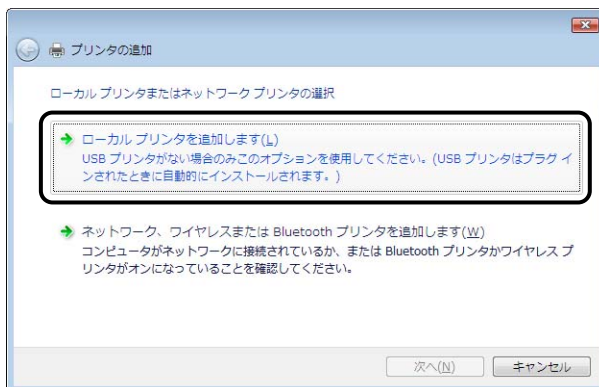 プリンタの追加
ローカル プリンタまたはネットワーク プリンタの選択
ローカル プリンタを追加します(L)
USB プリンタがない場合のみこのオプションを使用してください。(USB プリンタはプラグ イ
ンされたときに自動的にインストールされます。)
ネットワーク、ワイヤレスまたは Bluetooth プリンタを追加します(W)
コンピュータがネットワークに接続されているか、または Bluetooth プリンタかワイヤレス プ
リンタがオンになっていることを確認してください。
次へ(N) キャンセル